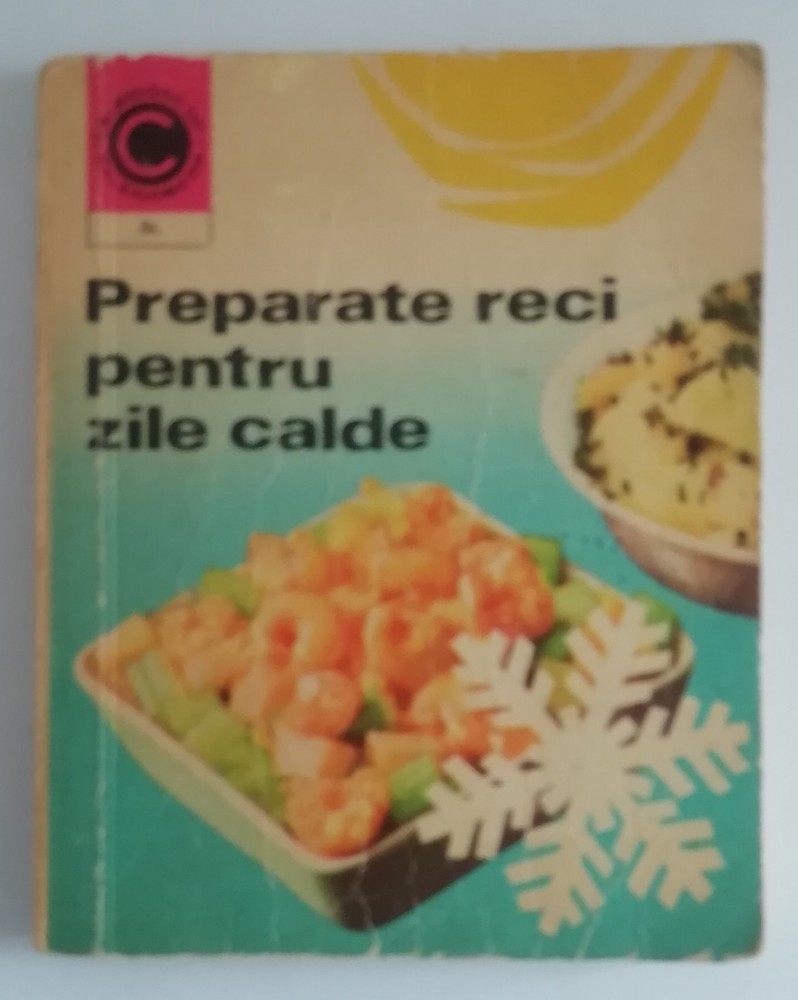 C
Preparate reci
pentru
zile calde